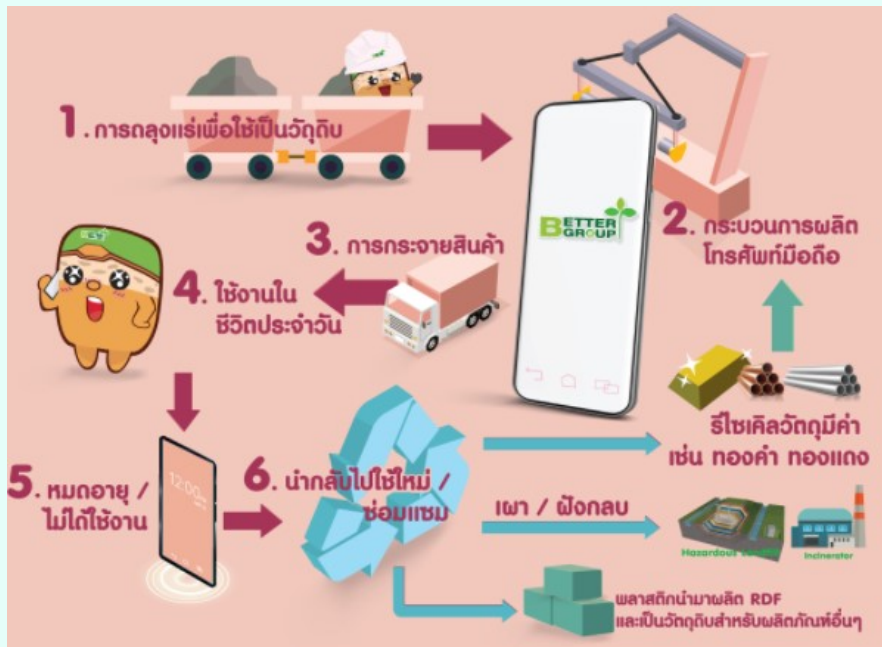 1. การถลุงแร่เพื่อใช้เป็นวัถุดิบ
BETTER
GROUP
2. กระบวนการผลิต
โทรศัพท์มือถือ
3. การกระจายสินค้า
4. ใช้งานใน
ชีวิตประจำวัน
5. หมดอายุ /
ไม่ได้ใช้งาน
12:00
6. นำกลับไปใช้ใหม่ /
ซ่อมแซม
รีไซเคิลวัตถุมีค่า
เช่น ทองคำ ทองแดง
เผา / ฝังกลบ
Hazardous Landfill
Incinerator
พลาสติกนำมาผลิต RDF
และเป็นวัตถุดิบสำหรับผลิตภัณฑ์อื่นๆ